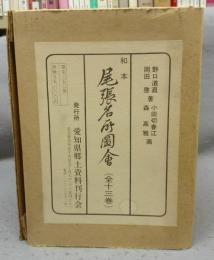 和本
野口道直
岡田啓 著
小田切春江
森高雅 画
尾張名所圖會
(全十三巻)
発行所
愛知県郷土資料刊行会